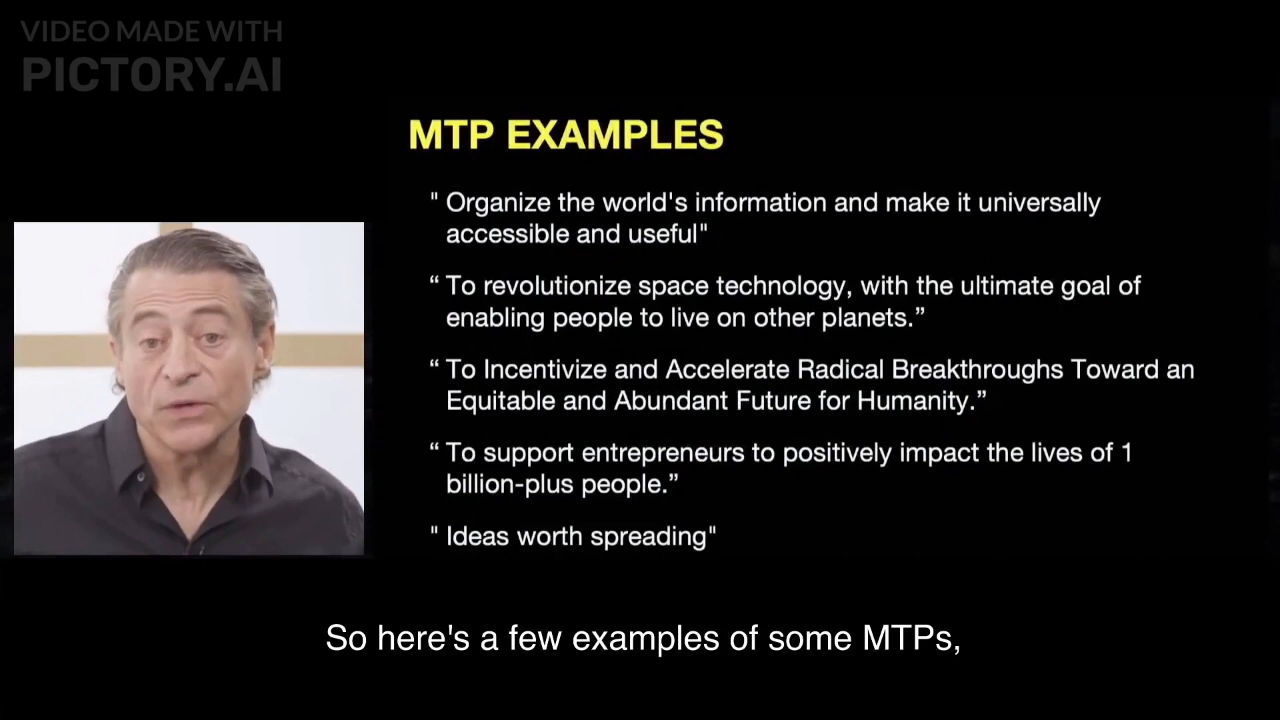 VIDEO MADE WITH
PICTORY.AI
MTP EXAMPLES
" Organize the world's information and make it universally
accessible and useful"
“ To revolutionize space technology, with the ultimate goal of
enabling people to live on other planets.”
“ To Incentivize and Accelerate Radical Breakthroughs Toward an
Equitable and Abundant Future for Humanity.”
“ To support entrepreneurs to positively impact the lives of 1
billion-plus people.”
" Ideas worth spreading"
So here's a few examples of some MTPs,